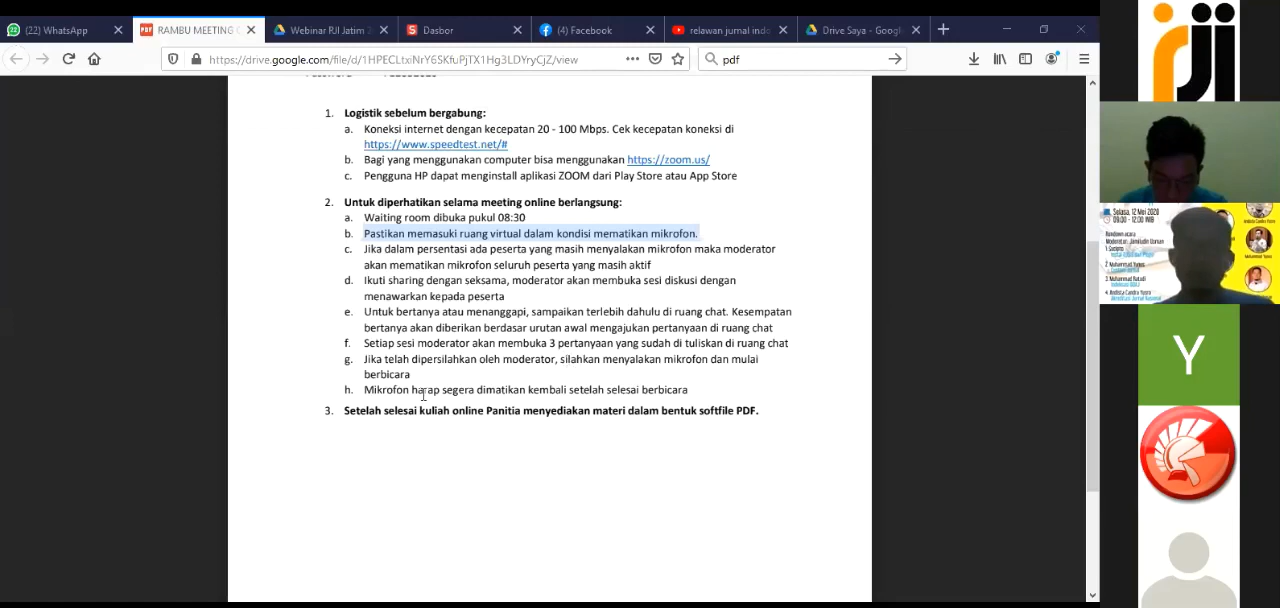 (22) WhatsApp
RAMBU MEETING O
Webinar RJI Jatim 2
Dasbor
(4) Facebook
relawan jurnal indo
Drive Saya - Googl
https://drive.google.com/file/d/1HPECLtxiNrY6SKfuPjTX1Hg3LDYryCjZ/view
pdf
1. Logistik sebelum bergabung:
a. Koneksi internet dengan kecepatan 20 - 100 Mbps. Cek kecepatan koneksi di
https://www.speedtest.net/#
b. Bagi yang menggunakan computer bisa menggunakan https://zoom.us/
c. Pengguna HP dapat menginstall aplikasi ZOOM dari Play Store atau App Store
2. Untuk diperhatikan selama meeting online berlangsung:
a. Waiting room dibuka pukul 08:30
b. Pastikan memasuki ruang virtual dalam kondisi mematikan mikrofon.
c. Jika dalam persentasi ada peserta yang masih menyalakan mikrofon maka moderator
akan mematikan mikrofon seluruh peserta yang masih aktif
d. Ikuti sharing dengan seksama, moderator akan membuka sesi diskusi dengan
menawarkan kepada peserta
e. Untuk bertanya atau menanggapi, sampaikan terlebih dahulu di ruang chat. Kesempatan
bertanya akan diberikan berdasar urutan awal mengajukan pertanyaan di ruang chat
f. Setiap sesi moderator akan membuka 3 pertanyaan yang sudah di tuliskan di ruang chat
g. Jika telah dipersilahkan oleh moderator, silahkan menyalakan mikrofon dan mulai
berbicara
h. Mikrofon harap segera dimatikan kembali setelah selesai berbicara
3. Setelah selesai kuliah online Panitia menyediakan materi dalam bentuk softfile PDF.
rji
Selasa, 12 Mei 2020
09.00 - 12.00 WIB
Y